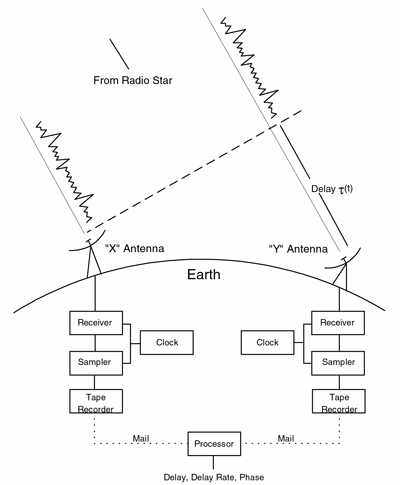 From Radio Star
Delay τ(t)
"X" Antenna
"Y" Antenna
Earth
Receiver
Receiver
Clock
Clock
Sampler
Sampler
Tape
Recorder
Tape
Recorder
Mail
Processor
Mail
Delay, Delay Rate, Phase